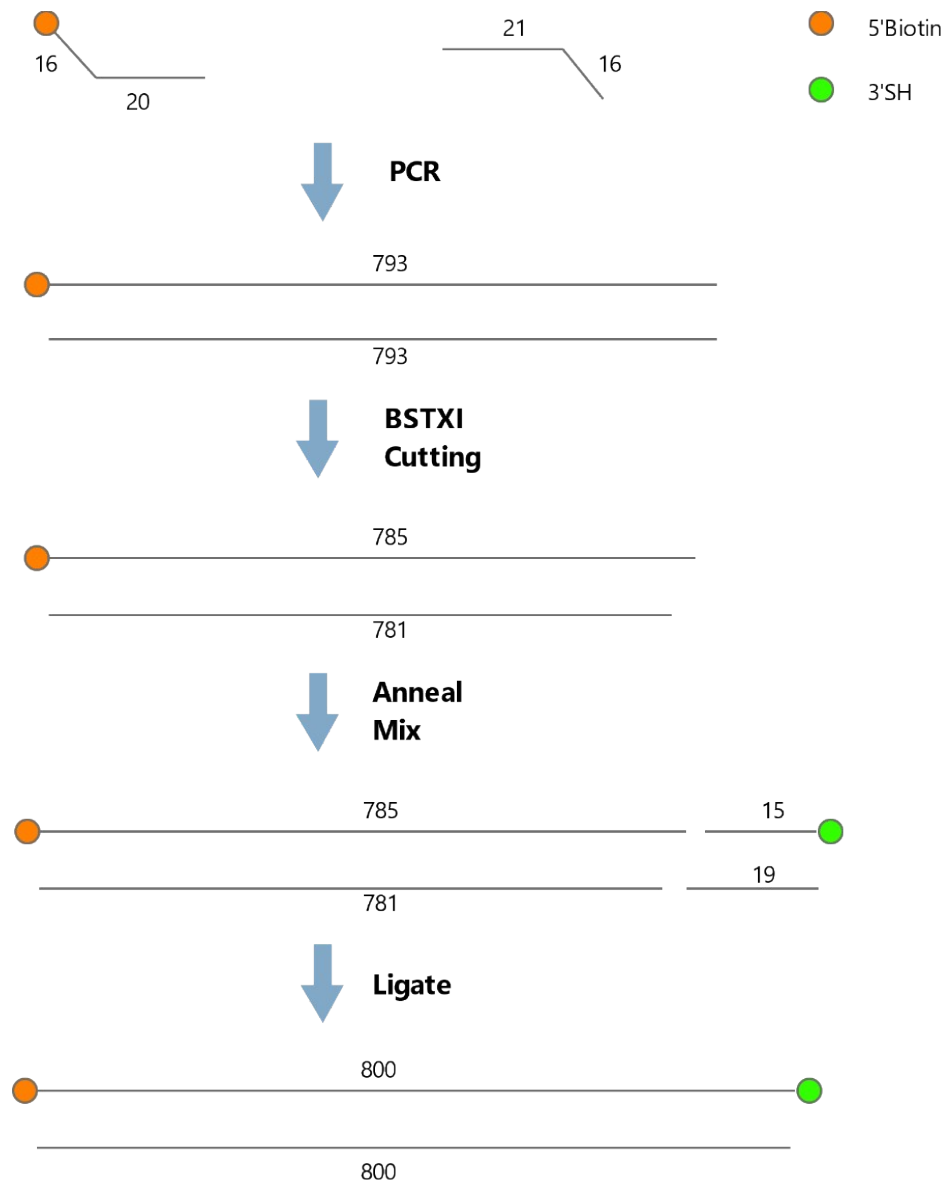 5'Biotin
21
16
16
3'SH
20
PCR
793
793
BSTXI
Cutting
785
781
Anneal
Mix
785
15
19
781
Ligate
800
800